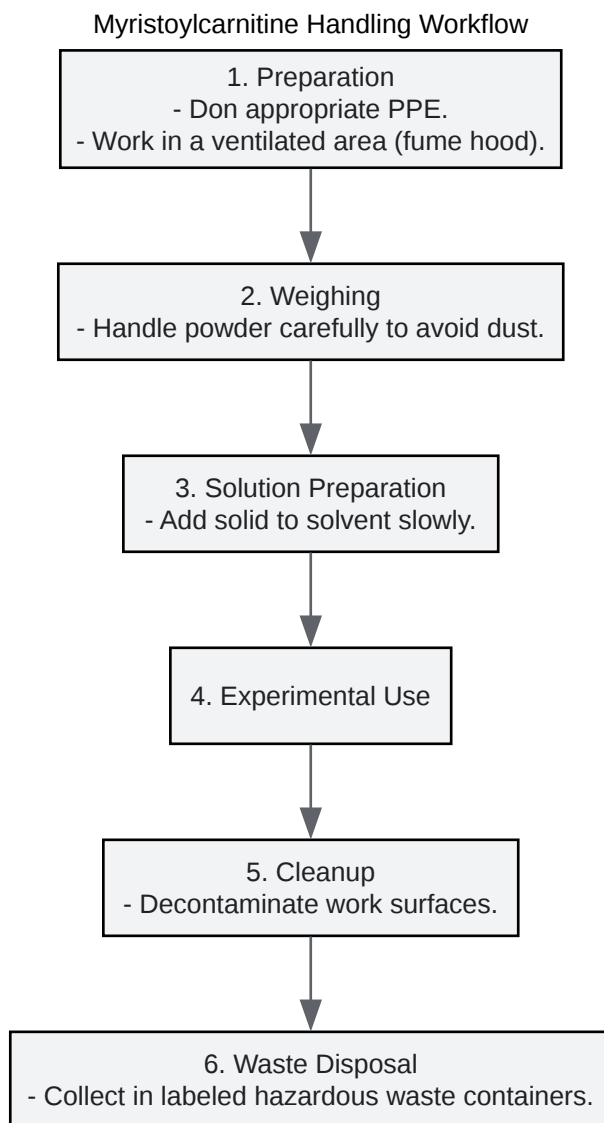 Myristoylcarnitine Handling Workflow
1. Preparation
- Don appropriate PPE.
- Work in a ventilated area (fume hood).
2. Weighing
- Handle powder carefully to avoid dust.
3. Solution Preparation
- Add solid to solvent slowly.
4. Experimental Use
5. Cleanup
- Decontaminate work surfaces.
6. Waste Disposal
- Collect in labeled hazardous waste containers.